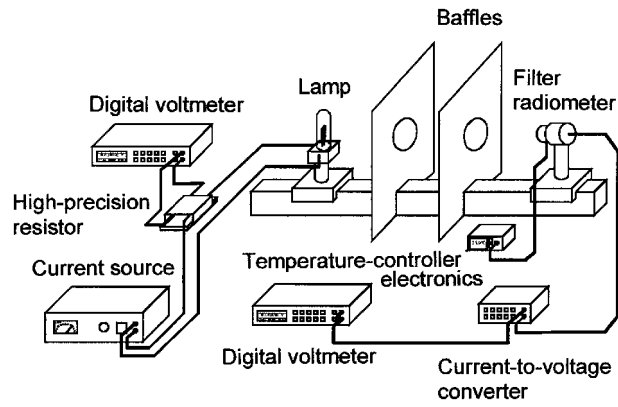 Baffles
Lamp
Filter
radiometer
Digital voltmeter
High-precision
resistor
Current source
Temperature-controller
electronics
Digital voltmeter
Current-to-voltage
converter